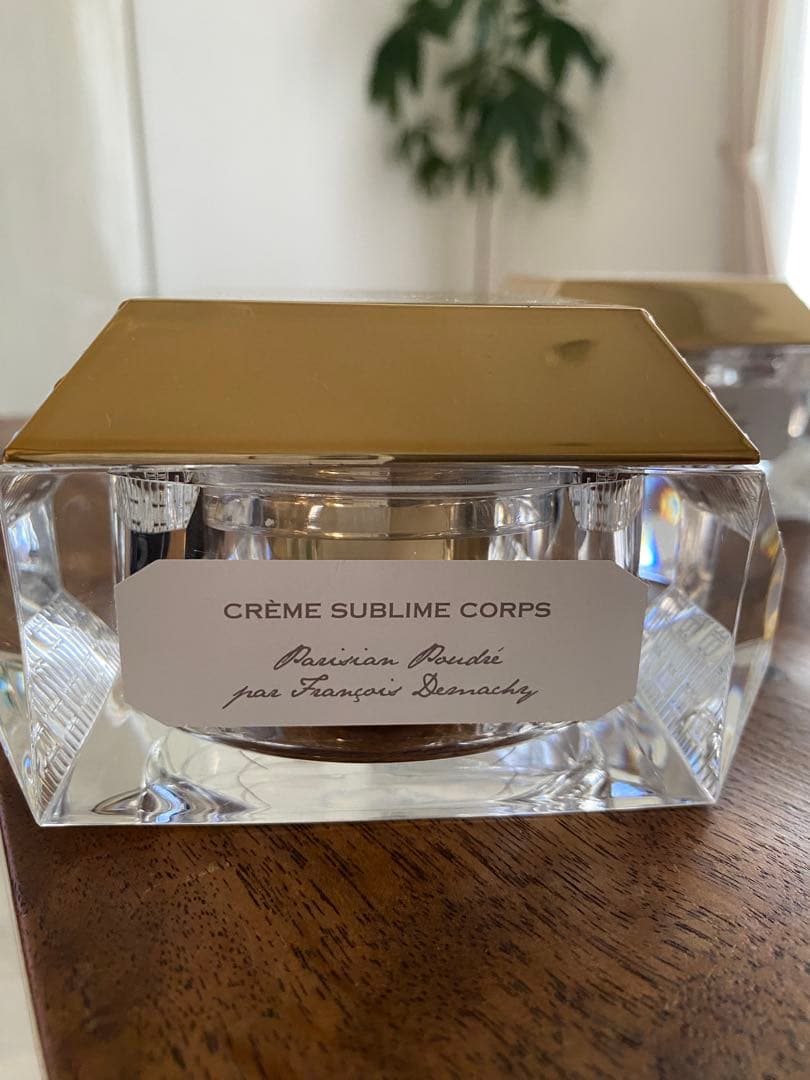 CRÈME SUBLIME CORPS
Parisian Poudré
par François Demachy